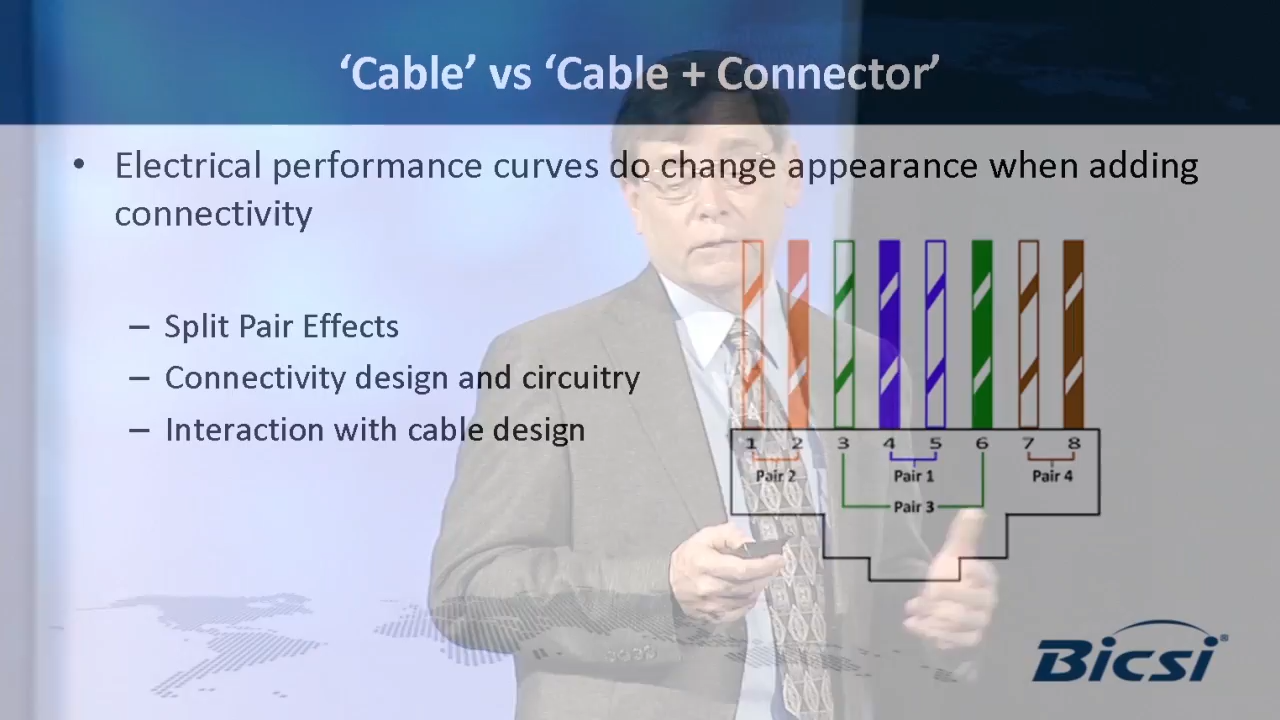 ‘Cable’ vs ‘Cable + Connector’
• Electrical performance curves do change appearance when adding
connectivity
– Split Pair Effects
– Connectivity design and circuitry
– Interaction with cable design
1 2 3 4 5 6 7 8
Pair 2 Pair 1 Pair 4
Pair 3
Bicsi®